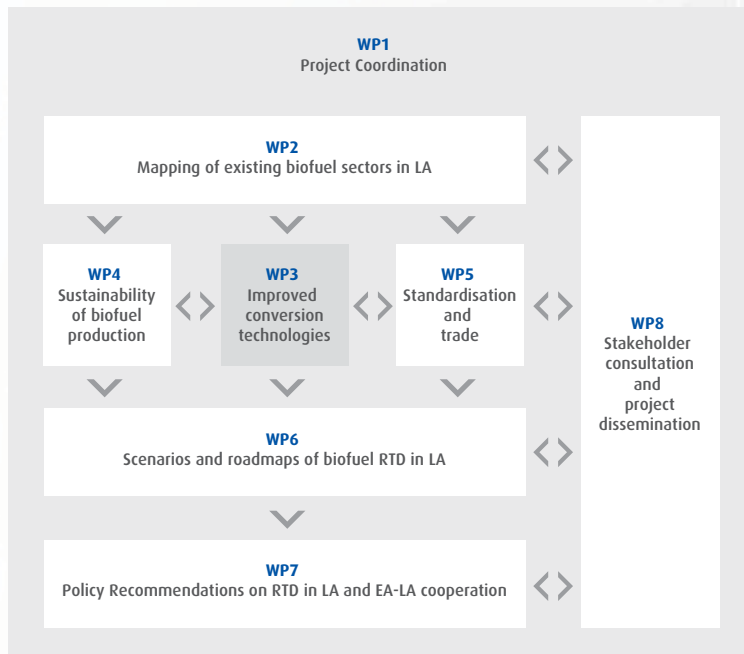 WP1
Project Coordination
WP2
Mapping of existing biofuel sectors in LA
WP4
Sustainability
of biofuel
production
WP3
Improved
conversion
technologies
WP5
Standardisation
and
trade
WP8
Stakeholder
consultation
and
project
dissemination
WP6
Scenarios and roadmaps of biofuel RTD in LA
WP7
Policy Recommendations on RTD in LA and EA-LA cooperation